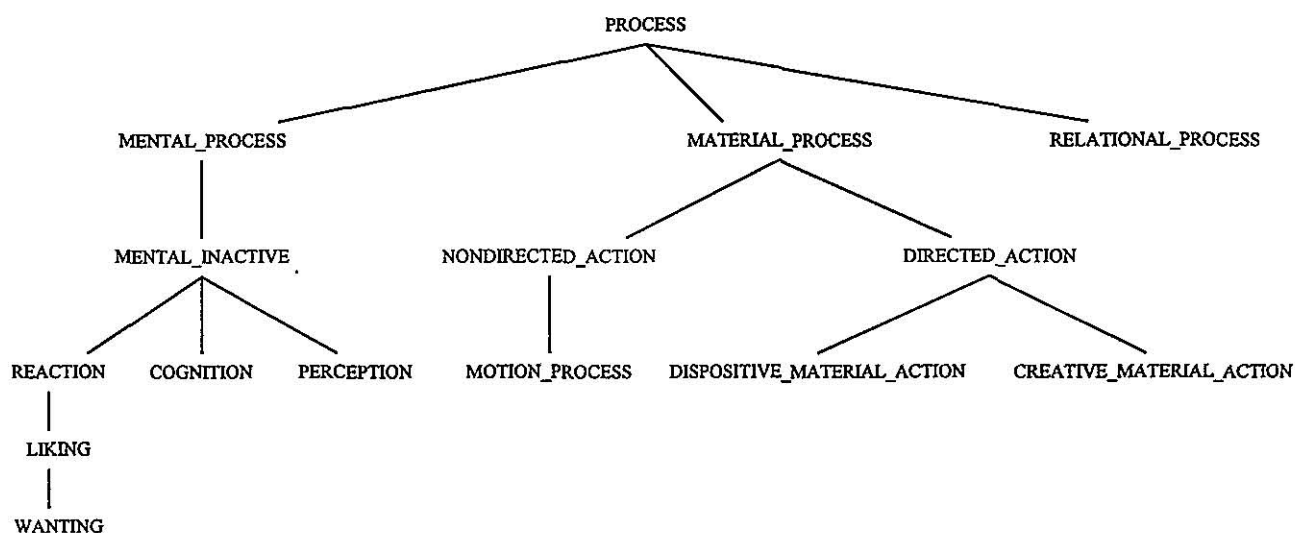 PROCESS
MENTAL_PROCESS MATERIAL_PROCESS RELATIONAL_PROCESS
MENTAL_INACTIVE NONDIRECTED_ACTION DIRECTED_ACTION
REACTION COGNITION PERCEPTION MOTION_PROCESS DISPOSITIVE_MATERIAL_ACTION CREATIVE_MATERIAL_ACTION
LIKING
WANTING